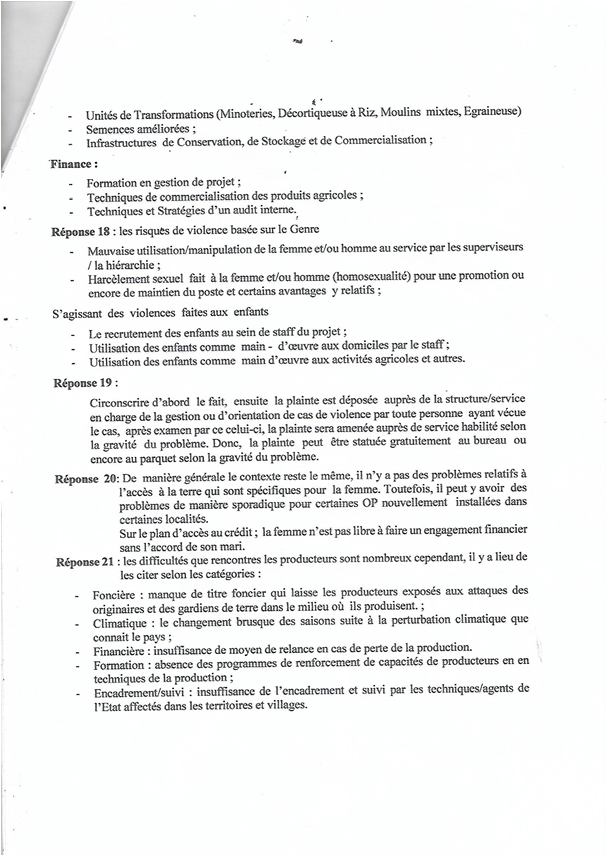 - Unités de Transformations (Minoteries, Décortiqueuse à Riz, Moulins mixtes, Egraineuse)
- Semences améliorées ;
- Infrastructures de Conservation, de Stockage et de Commercialisation ;
Finance :
- Formation en gestion de projet ;
- Techniques de commercialisation des produits agricoles ;
- Techniques et Stratégies d'un audit interne.
Réponse 18 : les risques de violence basée sur le Genre
- Mauvaise utilisation/manipulation de la femme et/ou homme au service par les superviseurs
/ la hiérarchie ;
- Harcèlement sexuel fait à la femme et/ou homme (homosexualité) pour une promotion ou
encore de maintien du poste et certains avantages y relatifs ;
S'agissant des violences faites aux enfants
- Le recrutement des enfants au sein de staff du projet ;
- Utilisation des enfants comme main - d'œuvre aux domiciles par le staff ;
- Utilisation des enfants comme main d'œuvre aux activités agricoles et autres.
Réponse 19 :
Circonscrire d'abord le fait, ensuite la plainte est déposée auprès de la structure/service
en charge de la gestion ou d'orientation de cas de violence par toute personne ayant vécue
le cas, après examen par ce celui-ci, la plainte sera amenée auprès de service habilité selon
la gravité du problème. Donc, la plainte peut être statuée gratuitement au bureau ou
encore au parquet selon la gravité du problème.
Réponse 20: De manière générale le contexte reste le même, il n'y a pas des problèmes relatifs à
l'accès à la terre qui sont spécifiques pour la femme. Toutefois, il peut y avoir des
problèmes de manière sporadique pour certaines OP nouvellement installées dans
certaines localités.
Sur le plan d'accès au crédit ; la femme n'est pas libre à faire un engagement financier
sans l'accord de son mari.
Réponse 21 : les difficultés que rencontres les producteurs sont nombreux cependant, il y a lieu de
les citer selon les catégories :
- Foncière : manque de titre foncier qui laisse les producteurs exposés aux attaques des
originaires et des gardiens de terre dans le milieu où ils produisent. ;
- Climatique : le changement brusque des saisons suite à la perturbation climatique que
connait le pays ;
- Financière : insuffisance de moyen de relance en cas de perte de la production.
- Formation : absence des programmes de renforcement de capacités de producteurs en en
techniques de la production ;
- Encadrement/suivi : insuffisance de l'encadrement et suivi par les techniques/agents de
l'Etat affectés dans les territoires et villages.